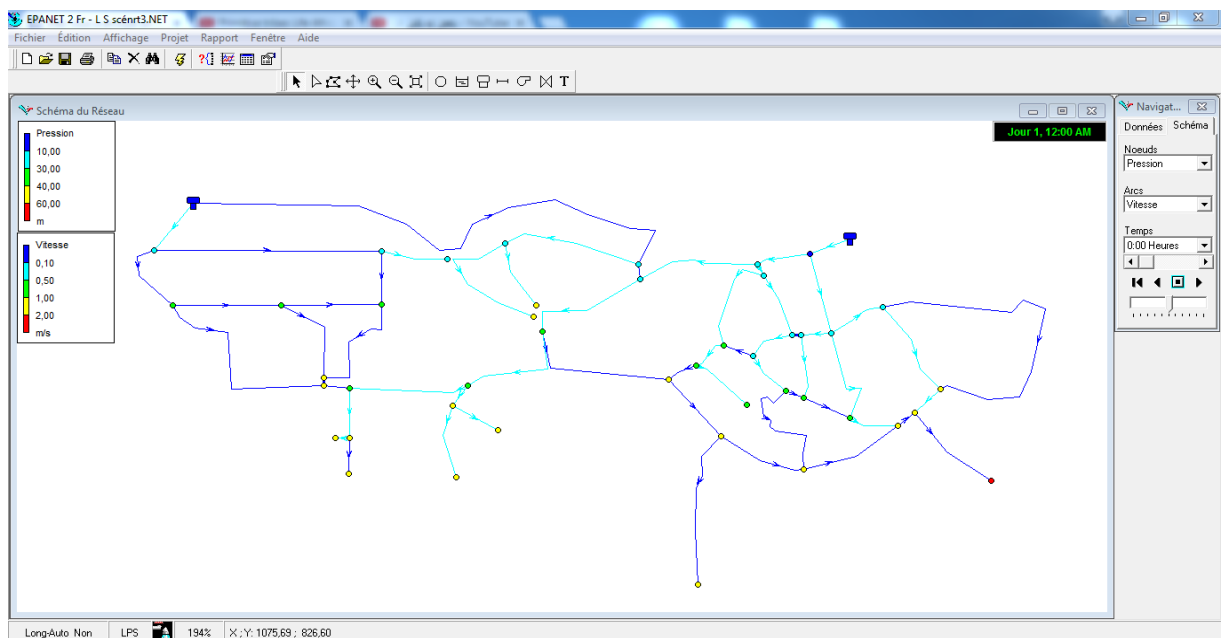 EPANET 2 Fr - L S scénrt3.NET
Fichier Édition Affichage Projet Rapport Fenêtre Aide
T
Schéma du Réseau
Jour 1, 12:00 AM
Pression
10,00
30,00
40,00
60,00
m
Vitesse
0,10
0,50
1,00
2,00
m/s
Navigat...
Données Schéma
Noeuds
Pression
Arcs
Vitesse
Temps
0:00 Heures
Long-Auto Non LPS 194% X ; Y: 1075,69 ; 826,60